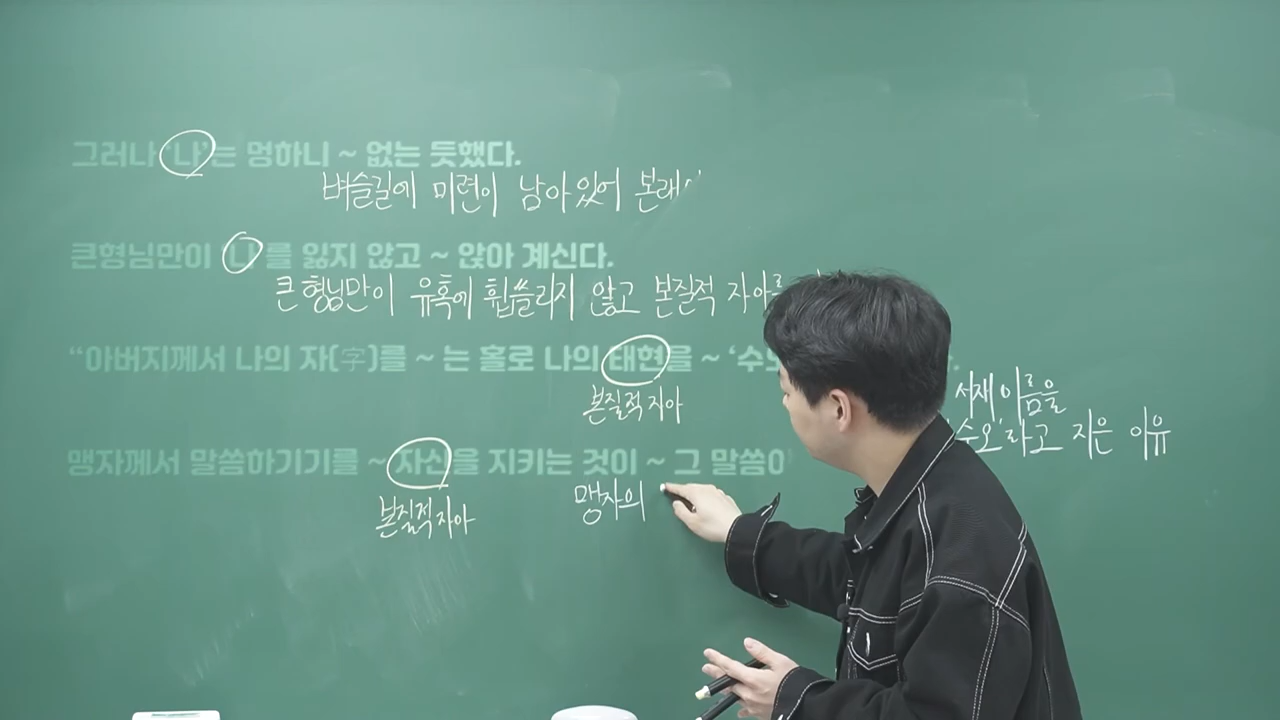 그러나 '나'는 멍하니 ~ 없는 듯했다.
벼슬길에 미련이 남아있어 본래
큰형님만이 '나'를 잃지 않고 ~ 앉아 계신다.
큰형님만이 유혹에 휩쓸리지 않고 본질적 자아를
“아버지께서 나의 자(字)를 ~ 는 홀로 나의 태현을 ~ ‘수오
본질적 자아
서재 이름을
'수오'라고 지은 이유
맹자께서 말씀하기기를 ~ 자신을 지키는 것이 ~ 그 말씀이
본질적 자아
맹자의